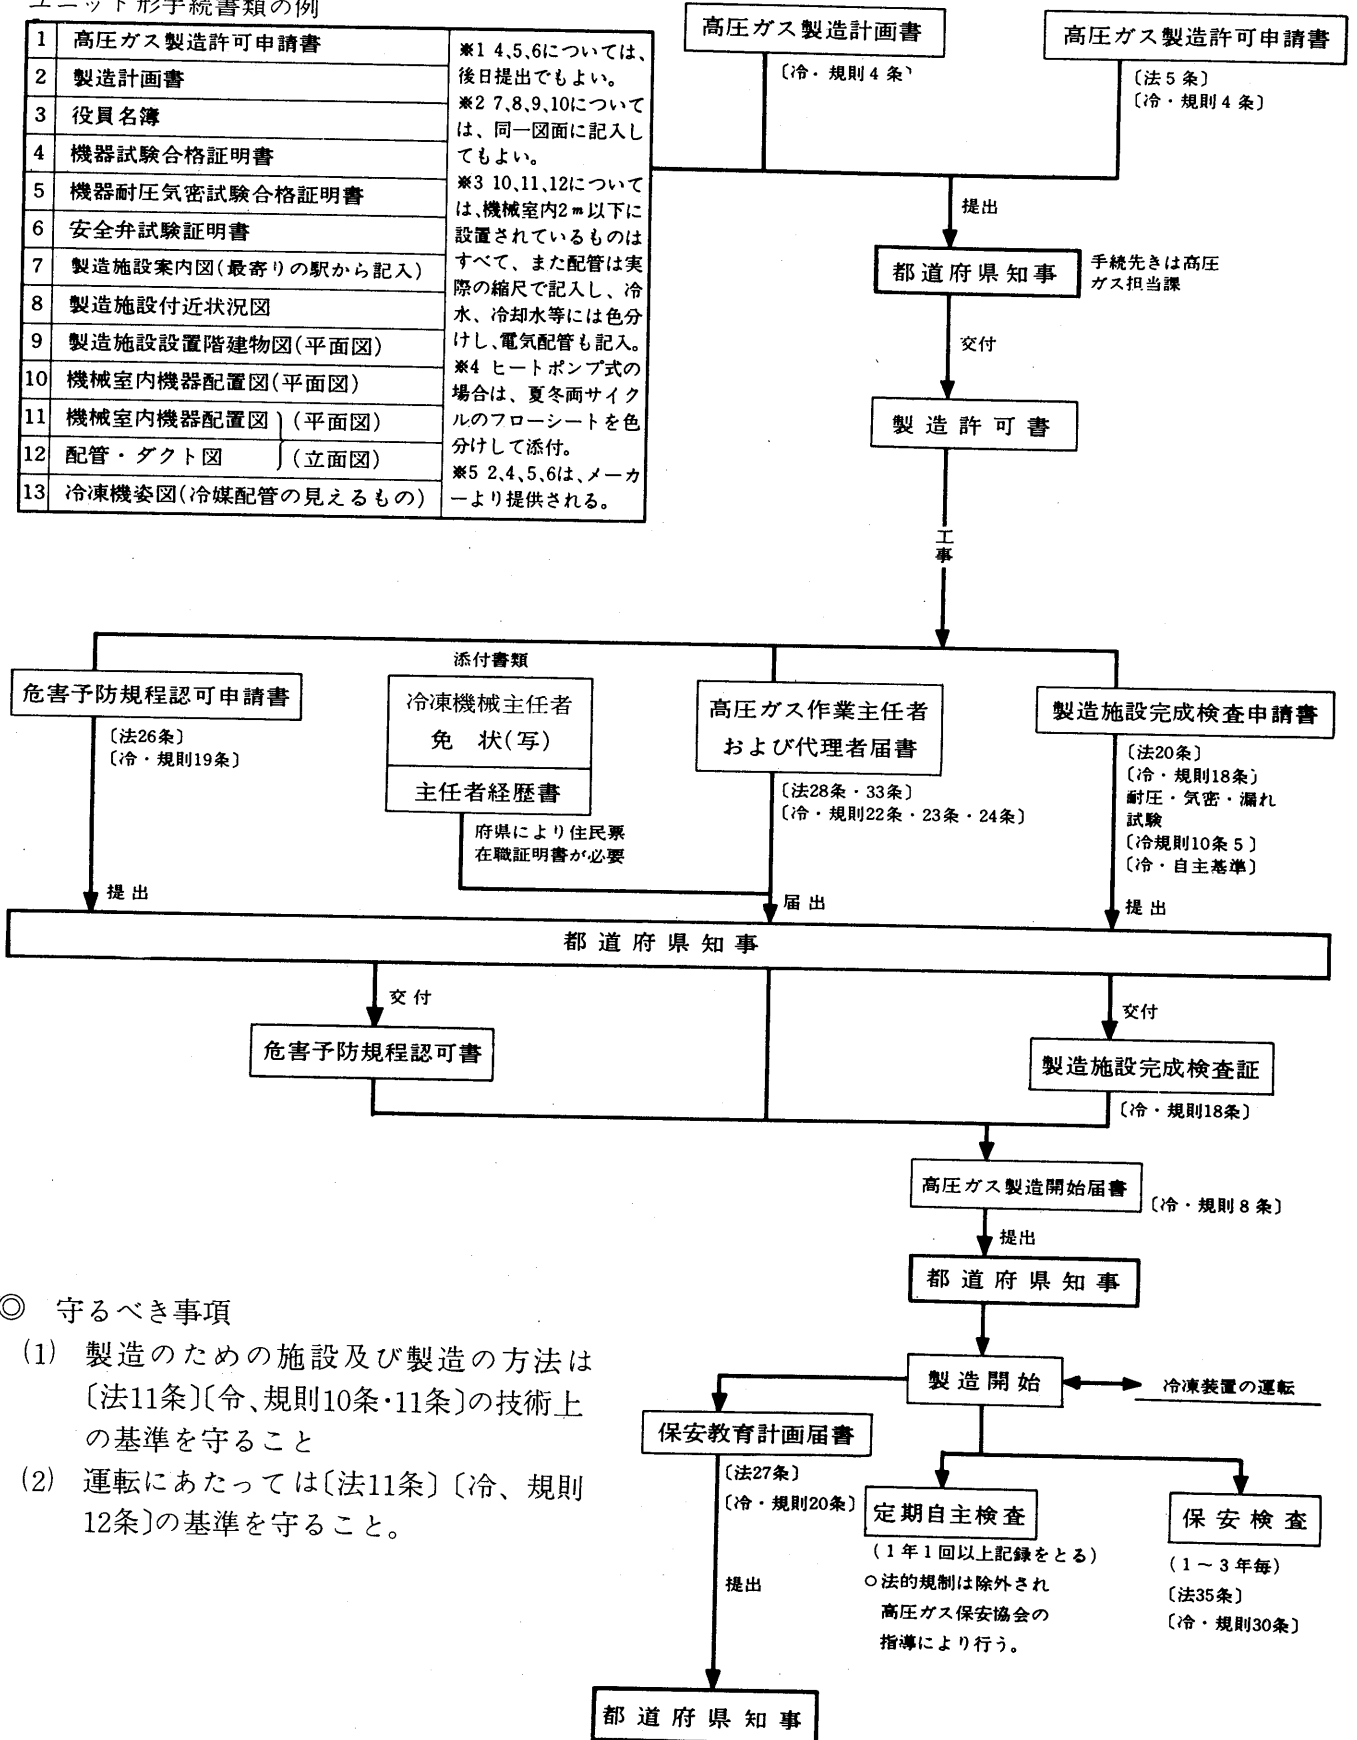 ユニット形手続書類の例
1 高圧ガス製造許可申請書
2 製造計画書
3 役員名簿
4 機器試験合格証明書
5 機器耐圧気密試験合格証明書
6 安全弁試験証明書
7 製造施設案内図(最寄りの駅から記入)
8 製造施設付近状況図
9 製造施設設置階建物図(平面図)
10 機械室内機器配置図(平面図)
11 機械室内機器配置図 (平面図)
12 配管・ダクト図 (立面図)
13 冷凍機姿図(冷媒配管の見えるもの)
※1 4,5,6については、
後日提出でもよい。
※2 7,8,9,10について
は、同一図面に記入し
てもよい。
※3 10,11,12について
は、機械室内2m以下に
設置されているものは
すべて、また配管は実
際の縮尺で記入し、冷
水、冷却水等には色分
けし、電気配管も記入。
※4 ヒートポンプ式の
場合は、夏冬両サイク
ルのフローシートを色
分けして添付。
※5 2,4,5,6は、メーカ
ーより提供される。
高圧ガス製造計画書
〔冷・規則4条〕
高圧ガス製造許可申請書
〔法5条〕
〔冷・規則4条〕
提出
都道府県知事
手続先きは高圧
ガス担当課
交付
製造許可書
工事
危害予防規程認可申請書
〔法26条〕
〔冷・規則19条〕
提出
添付書類
冷凍機械主任者
免 状(写)
主任者経歴書
府県により住民票
在職証明書が必要
高圧ガス作業主任者
および代理者届書
〔法28条・33条〕
〔冷・規則22条・23条・24条〕
届出
製造施設完成検査申請書
〔法20条〕
〔冷・規則18条〕
耐圧・気密・漏れ
試験
〔冷規則10条5〕
〔冷・自主基準〕
提出
都道府県知事
交付
危害予防規程認可書
交付
製造施設完成検査証
〔冷・規則18条〕
高圧ガス製造開始届書
〔冷・規則8条〕
提出
都道府県知事
製造開始
冷凍装置の運転
保安教育計画届書
〔法27条〕
〔冷・規則20条〕
提出
都道府県知事
定期自主検査
(1年1回以上記録をとる)
○法的規制は除外され
高圧ガス保安協会の
指導により行う。
保安検査
(1～3年毎)
〔法35条〕
〔冷・規則30条〕
◎ 守るべき事項
(1) 製造のための施設及び製造の方法は
〔法11条〕〔令、規則10条・11条〕の技術上
の基準を守ること
(2) 運転にあたっては〔法11条〕〔冷、規則
12条〕の基準を守ること。